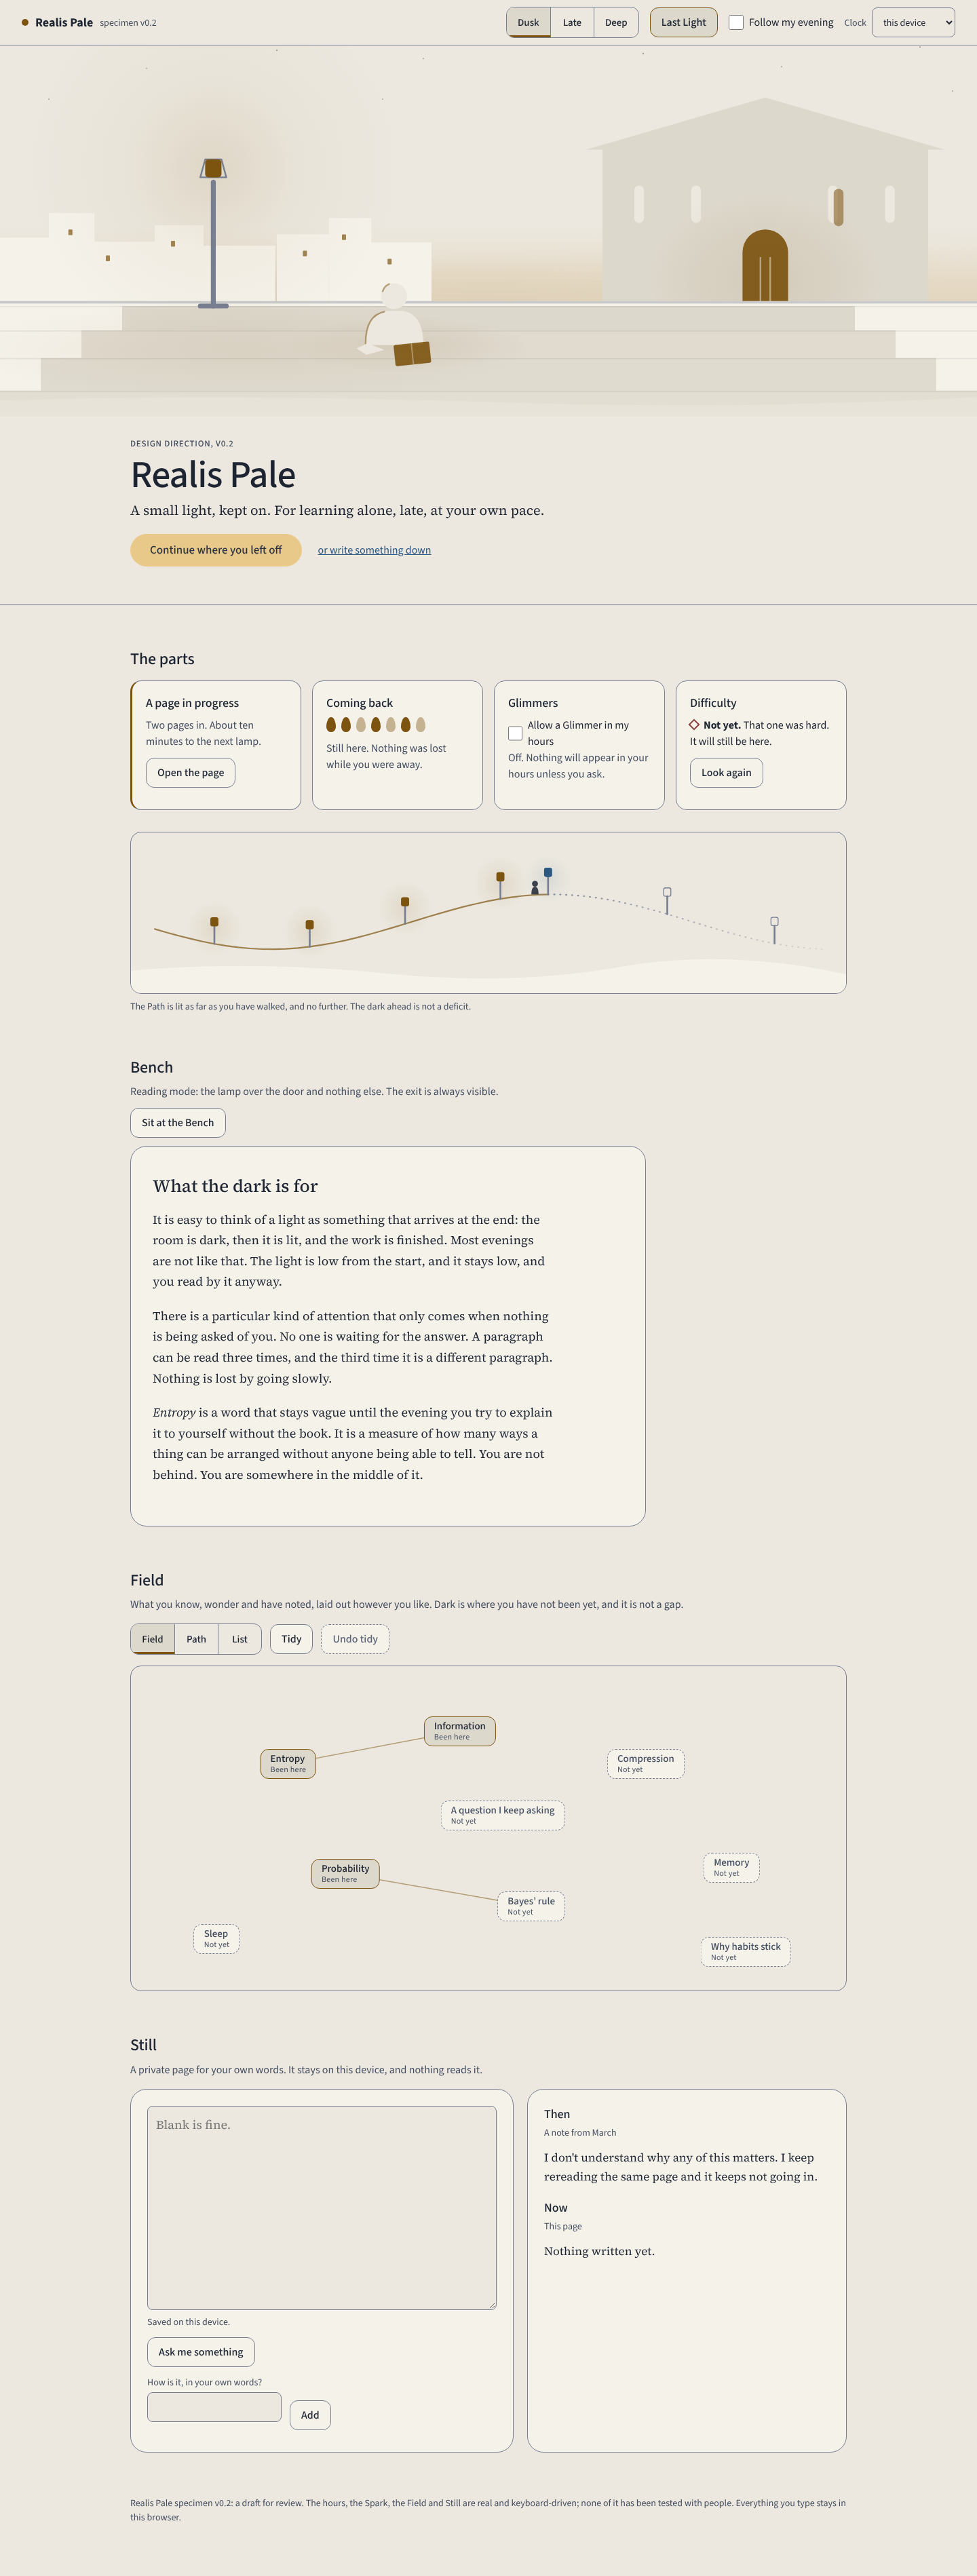 Realis Pale specimen v0.2
Dusk Late Deep Last Light Follow my evening Clock this device
DESIGN DIRECTION, V0.2
Realis Pale
A small light, kept on. For learning alone, late, at your own pace.
Continue where you left off or write something down
The parts
A page in progress
Two pages in. About ten
minutes to the next lamp.
Open the page
Coming back
Still here. Nothing was lost
while you were away.
Glimmers
Allow a Glimmer in my
hours
Off. Nothing will appear in your
hours unless you ask.
Difficulty
Not yet. That one was hard.
It will still be here.
Look again
The Path is lit as far as you have walked, and no further. The dark ahead is not a deficit.
Bench
Reading mode: the lamp over the door and nothing else. The exit is always visible.
Sit at the Bench
What the dark is for
It is easy to think of a light as something that arrives at the end: the
room is dark, then it is lit, and the work is finished. Most evenings
are not like that. The light is low from the start, and it stays low, and
you read by it anyway.
There is a particular kind of attention that only comes when nothing
is being asked of you. No one is waiting for the answer. A paragraph
can be read three times, and the third time it is a different paragraph.
Nothing is lost by going slowly.
Entropy is a word that stays vague until the evening you try to explain
it to yourself without the book. It is a measure of how many ways a
thing can be arranged without anyone being able to tell. You are not
behind. You are somewhere in the middle of it.
Field
What you know, wonder and have noted, laid out however you like. Dark is where you have not been yet, and it is not a gap.
Field Path List Tidy Undo tidy
Information
Been here
Entropy
Been here
Compression
Not yet
A question I keep asking
Not yet
Probability
Been here
Memory
Not yet
Bayes’ rule
Not yet
Sleep
Not yet
Why habits stick
Not yet
Still
A private page for your own words. It stays on this device, and nothing reads it.
Blank is fine.
Saved on this device.
Ask me something
How is it, in your own words?
Add
Then
A note from March
I don't understand why any of this matters. I keep
rereading the same page and it keeps not going in.
Now
This page
Nothing written yet.
Realis Pale specimen v0.2: a draft for review. The hours, the Spark, the Field and Still are real and keyboard-driven; none of it has been tested with people. Everything you type stays in
this browser.